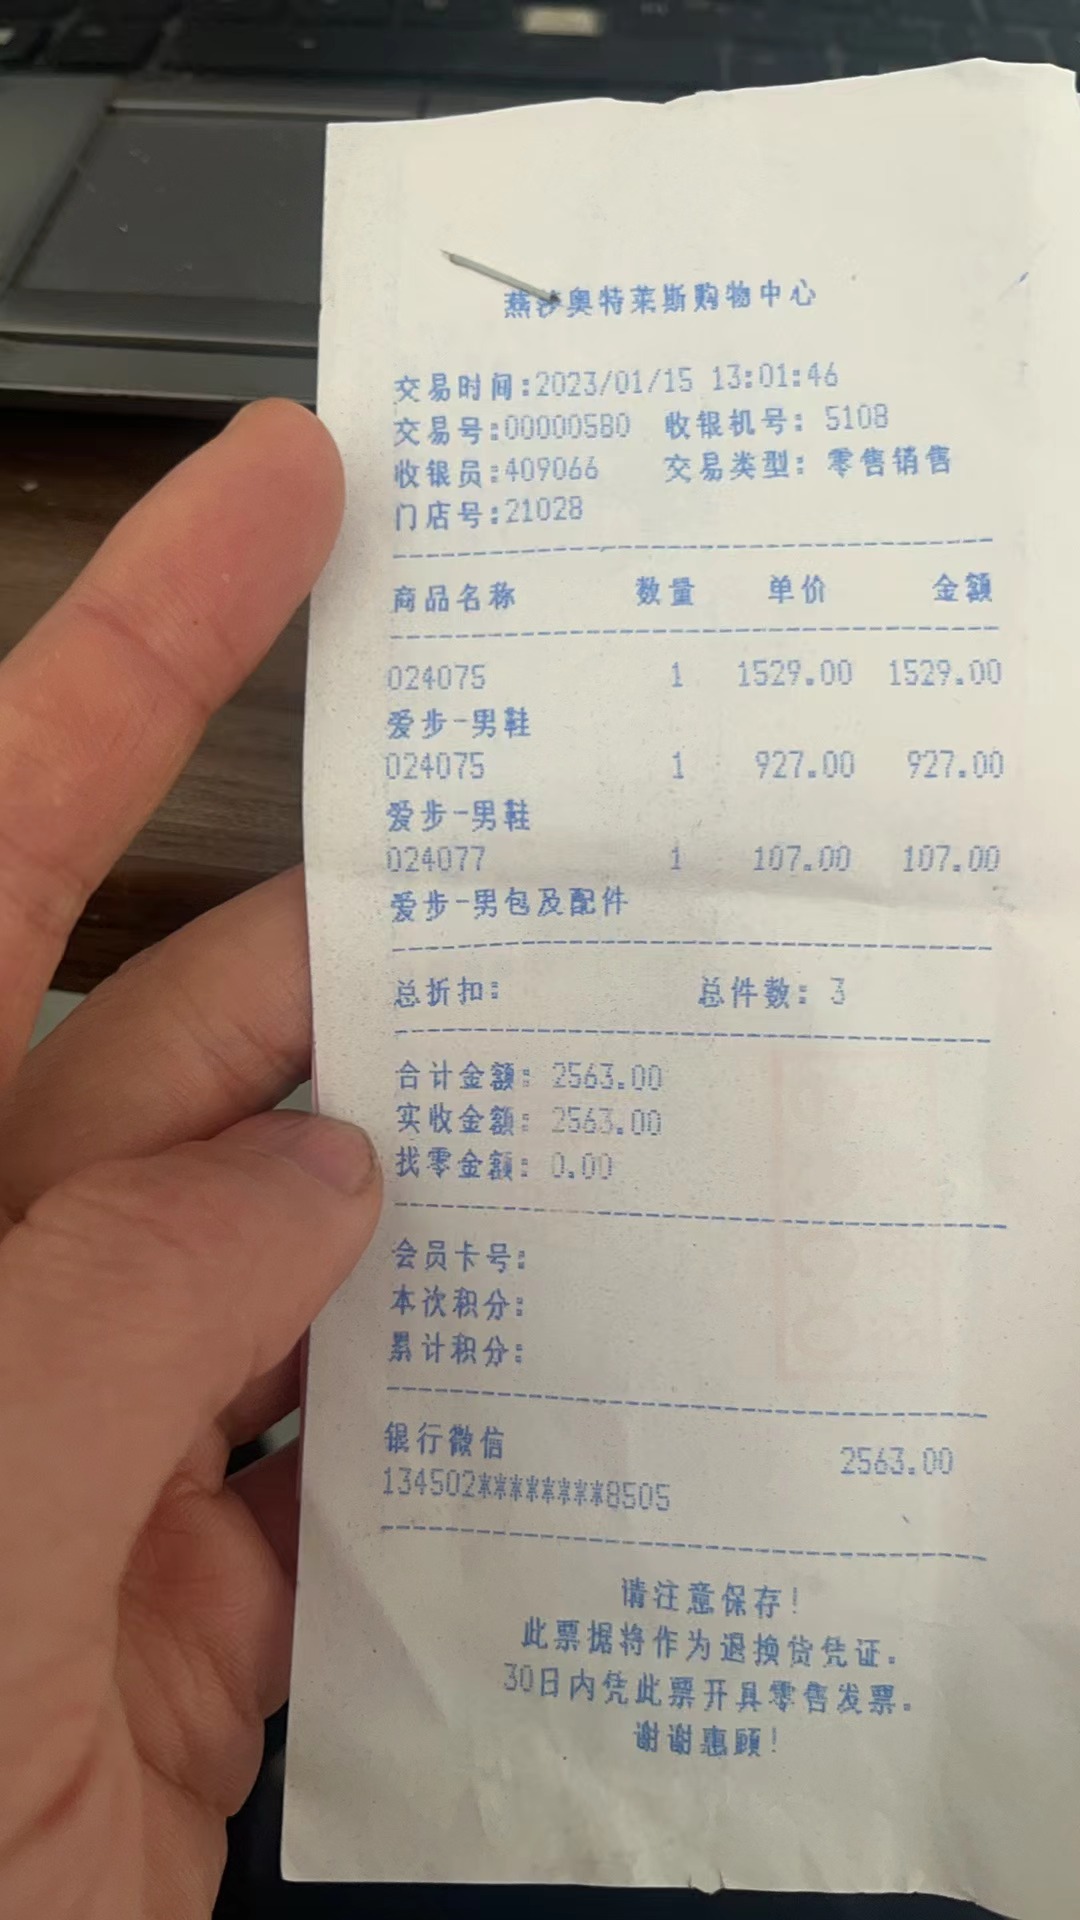 燕莎奥特莱斯购物中心
交易时间:2023/01/15 13:01:46
交易号:00000580 收银机号: 5108
收银员:409066 交易类型: 零售销售
门店号:21028
商品名称 数量 单价 金额
024075 1 1529.00 1529.00
爱步-男鞋
024075 1 927.00 927.00
爱步-男鞋
024077 1 107.00 107.00
爱步-男包及配件
总折扣: 总件数: 3
合计金额: 2563.00
实收金额: 2563.00
找零金额: 0.00
会员卡号:
本次积分:
累计积分:
银行微信 2563.00
134502********8505
请注意保存!
此票据将作为退换货凭证.
30日内凭此票开具零售发票.
谢谢惠顾!